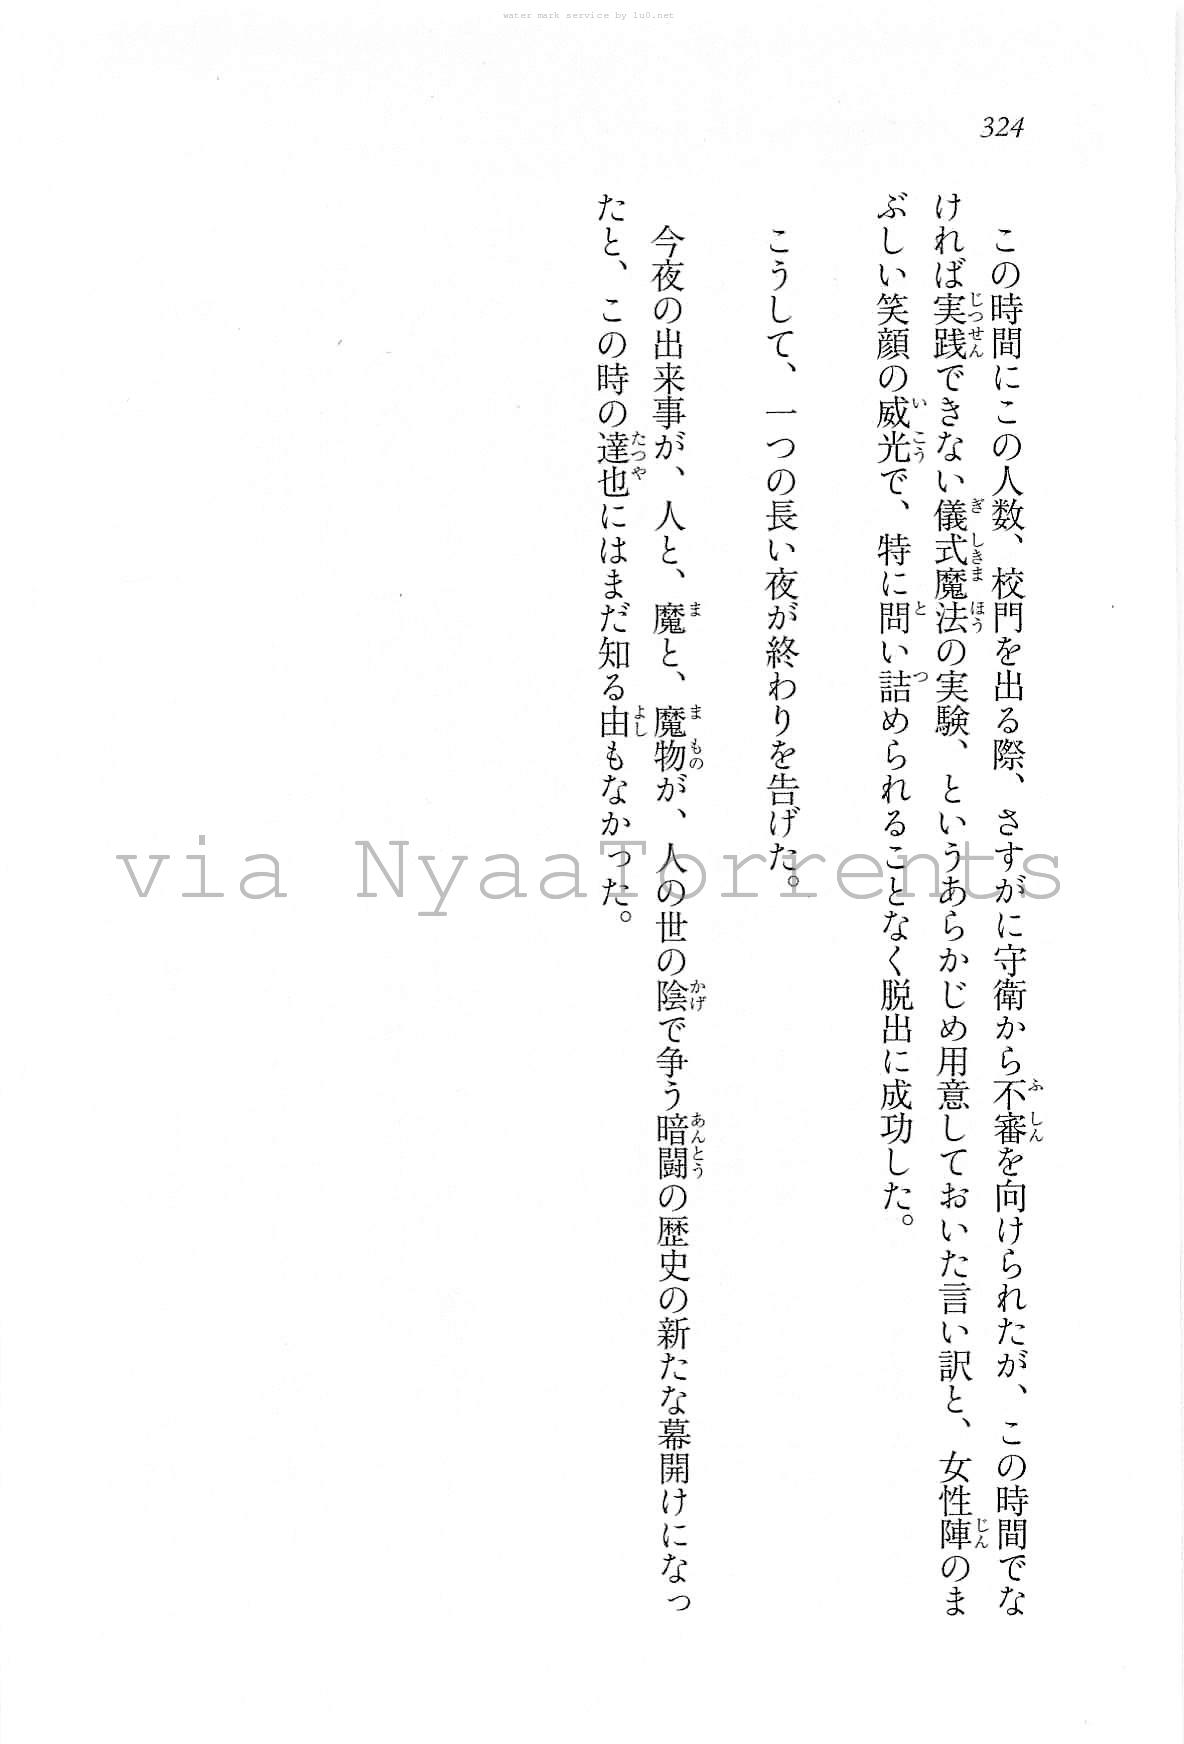 water mark service by lu0.net
324
この時間にこの人数、校門を出る際、さすがに守衛から不審を向けられたが、この時間でな
ければ実践できない儀式魔法の実験、というあらかじめ用意しておいた言い訳と、女性陣のま
ぶしい笑顔の威光で、特に問い詰められることなく脱出に成功した。
こうして、一つの長い夜が終わりを告げた。
今夜の出来事が、人と、魔と、魔物が、人の世の陰で争う暗闘の歴史の新たな幕開けになっ
たと、この時の達也にはまだ知る由もなかった。
via NyaaTorrents